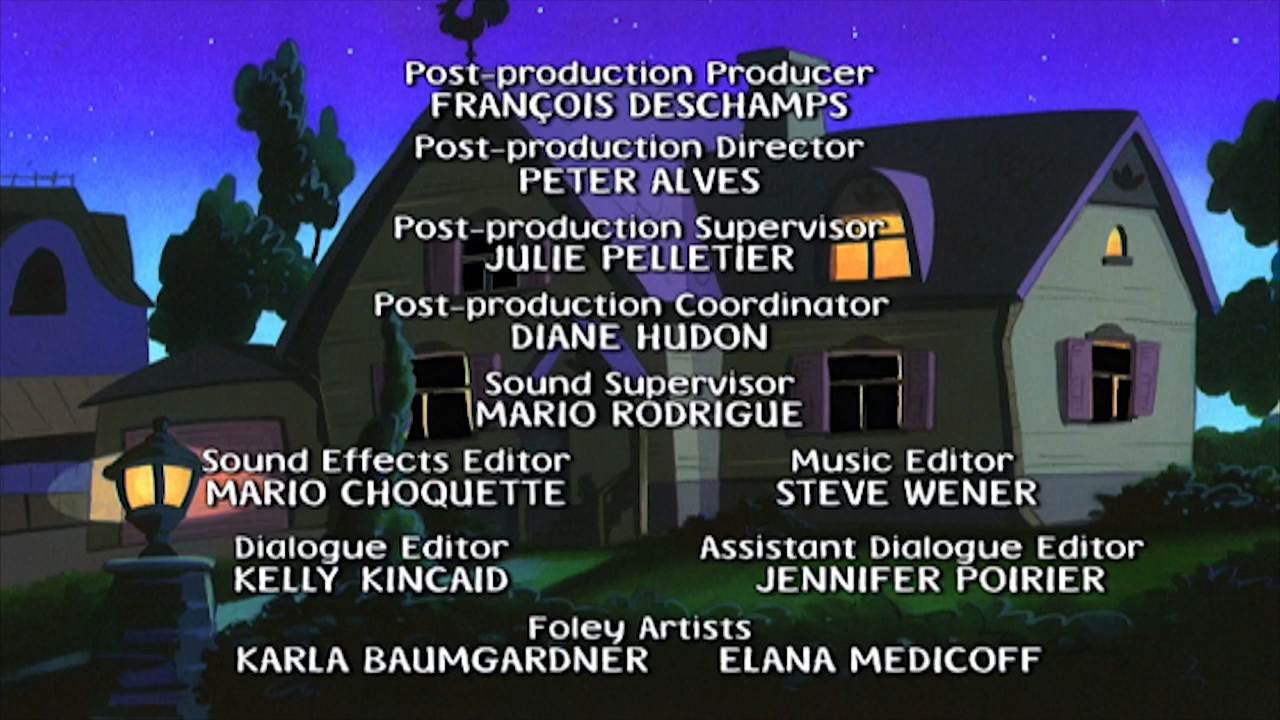 Post-production Producer
FRANÇOIS DESCHAMPS
Post-production Director
PETER ALVES
Post-production Supervisor
JULIE PELLETIER
Post-production Coordinator
DIANE HUDON
Sound Supervisor
MARIO RODRIGUE
Sound Effects Editor
MARIO CHOQUETTE
Music Editor
STEVE WENER
Dialogue Editor
KELLY KINCAID
Assistant Dialogue Editor
JENNIFER POIRIER
Foley Artists
KARLA BAUMGARDNER ELANA MEDICOFF